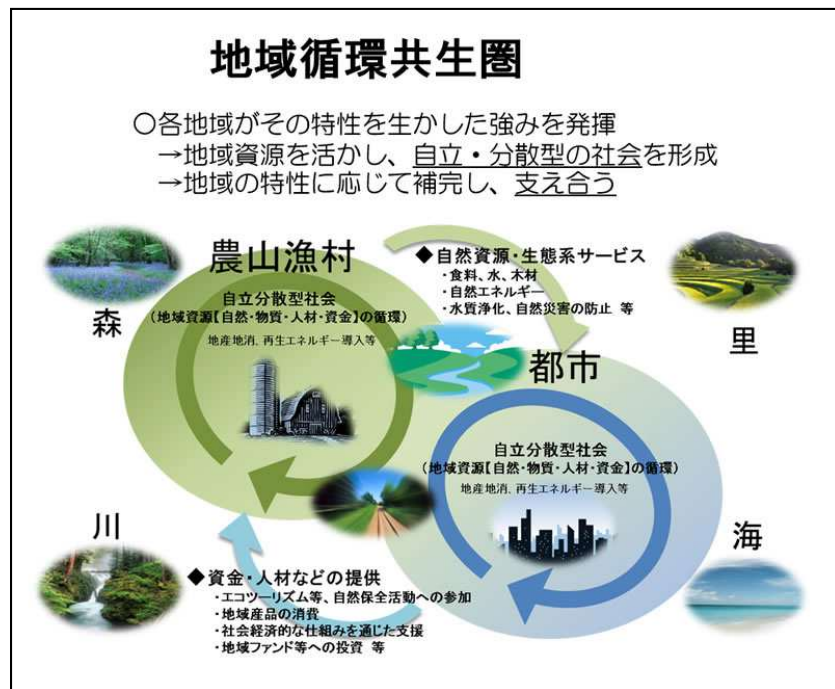 地域循環共生圏
○各地域がその特性を生かした強みを発揮
→地域資源を活かし、自立・分散型の社会を形成
→地域の特性に応じて補完し、支え合う
農山漁村
自立分散型社会
(地域資源【自然・物質・人材・資金】の循環)
地産地消、再生エネルギー導入等
森
◆自然資源・生態系サービス
・食料、水、木材
・自然エネルギー
・水質浄化、自然災害の防止 等
里
都市
自立分散型社会
(地域資源【自然・物質・人材・資金】の循環)
地産地消、再生エネルギー導入等
川
◆資金・人材などの提供
・エコツーリズム等、自然保全活動への参加
・地域産品の消費
・社会経済的な仕組みを通じた支援
・地域ファンド等への投資 等
海